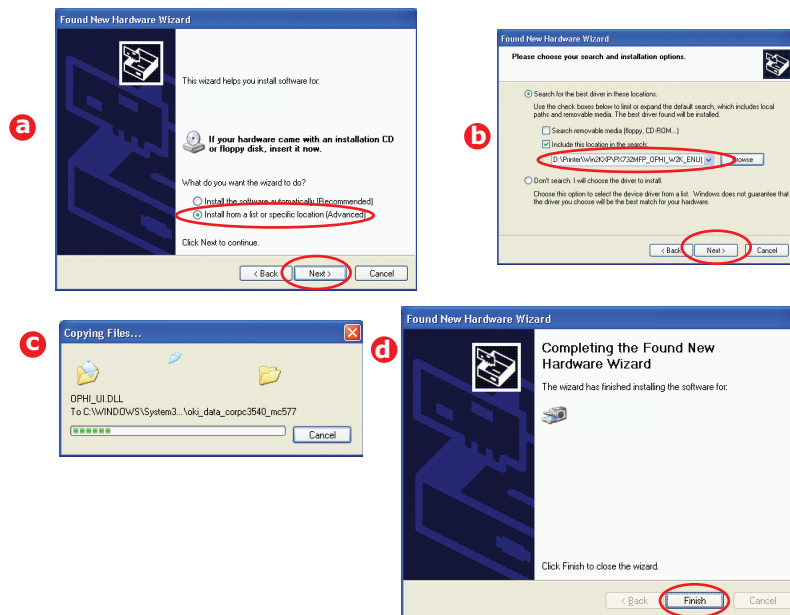 a
Found New Hardware Wizard
This wizard helps you install software for:
If your hardware came with an installation CD
or floppy disk, insert it now.
What do you want the wizard to do?
Install the software automatically (Recommended)
Install from a list or specific location (Advanced)
Click Next to continue.
< Back
Next >
Cancel
b
Found New Hardware Wizard
Please choose your search and installation options.
Search for the best driver in these locations.
Use the check boxes below to limit or expand the default search, which includes local
paths and removable media. The best driver found will be installed.
Search removable media (floppy, CD-ROM...)
Include this location in the search:
D:\Printer\Win2KXP\PX732MFP_OPHI_W2K_ENU\
Browse
Don't search. I will choose the driver to install.
Choose this option to select the device driver from a list. Windows does not guarantee that
the driver you choose will be the best match for your hardware.
< Back
Next >
Cancel
c
Copying Files...
OPHI_UI.DLL
To C:\WINDOWS\System3...\oki_data_corpc3540_mc577
Cancel
d
Found New Hardware Wizard
Completing the Found New
Hardware Wizard
The wizard has finished installing the software for:
Click Finish to close the wizard.
< Back
Finish
Cancel